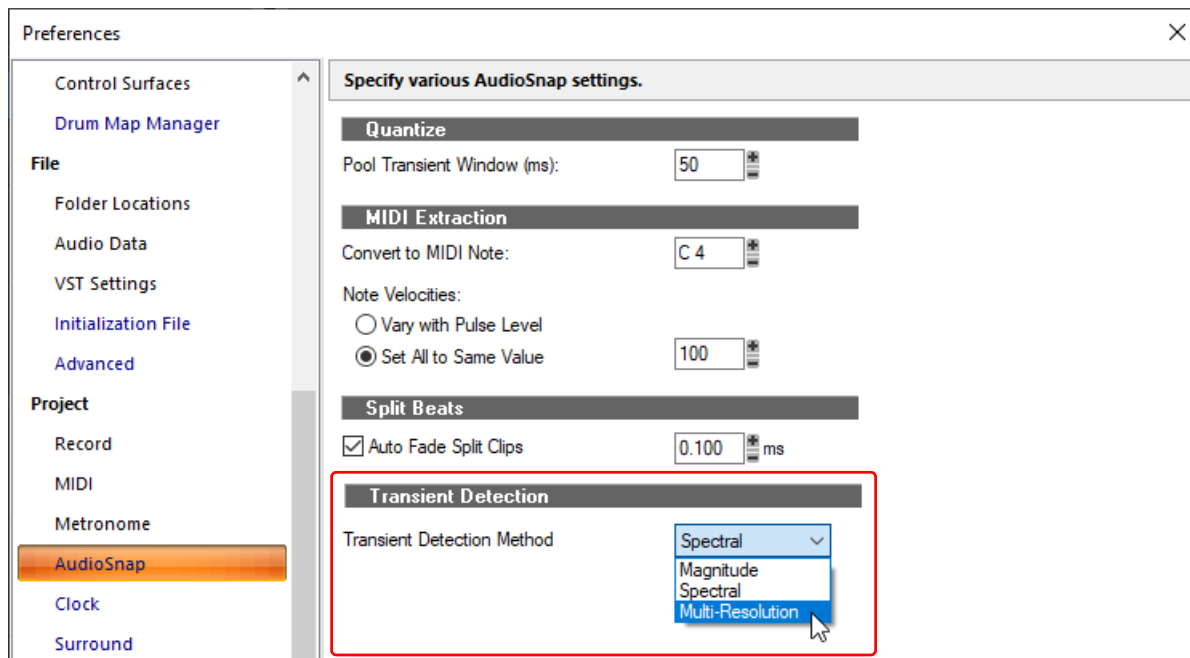 Preferences
Control Surfaces
Drum Map Manager
File
Folder Locations
Audio Data
VST Settings
Initialization File
Advanced
Project
Record
MIDI
Metronome
AudioSnap
Clock
Surround
Specify various AudioSnap settings.
Quantize
Pool Transient Window (ms): 50
MIDI Extraction
Convert to MIDI Note: C 4
Note Velocities:
Vary with Pulse Level
Set All to Same Value 100
Split Beats
Auto Fade Split Clips 0.100 ms
Transient Detection
Transient Detection Method Spectral
Magnitude
Spectral
Multi-Resolution